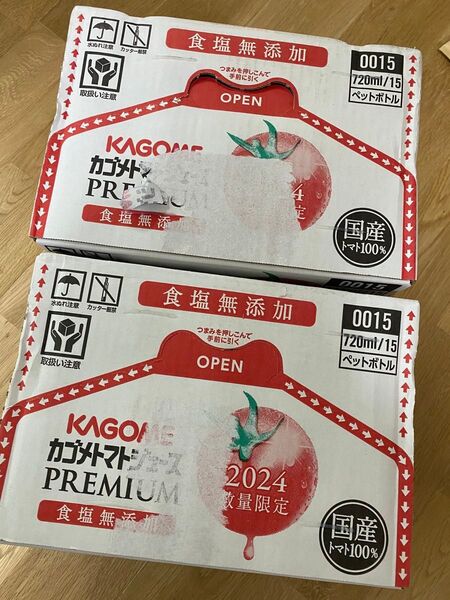 食塩無添加
0015
720ml/15
ペットボトル
水ぬれ注意
カッター厳禁
取扱い注意
つまみを押しこんで
手前に引く
OPEN
KAGOME
カゴメトマ
PREMIUM
食塩無添加
4
定
国産
トマト100%
食塩無添加
0015
720ml/15
ペットボトル
水ぬれ注意
カッター厳禁
取扱い注意
つまみを押しこんで
手前に引く
OPEN
KAGOME
カゴメトマトジュース
PREMIUM
食塩無添加
2024
数量限定
国産
トマト100%